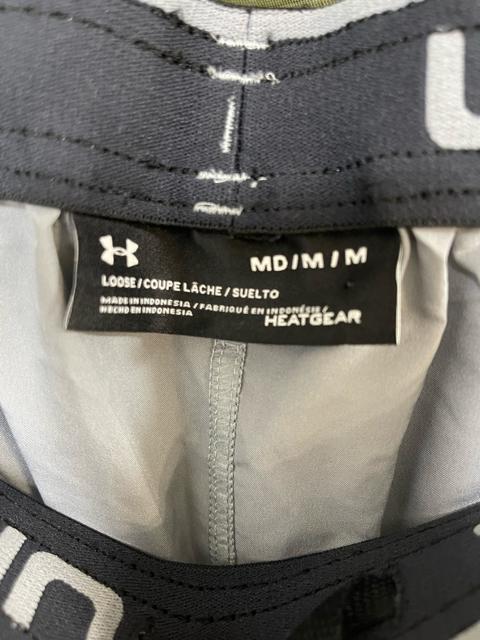 MD/M/M
LOOSE/COUPE LÂCHE/SUELTO
MADE IN INDONESIA/FABRIQUÉ EN INDONÉSIE/
HECHO EN INDONESIA
HEATGEAR